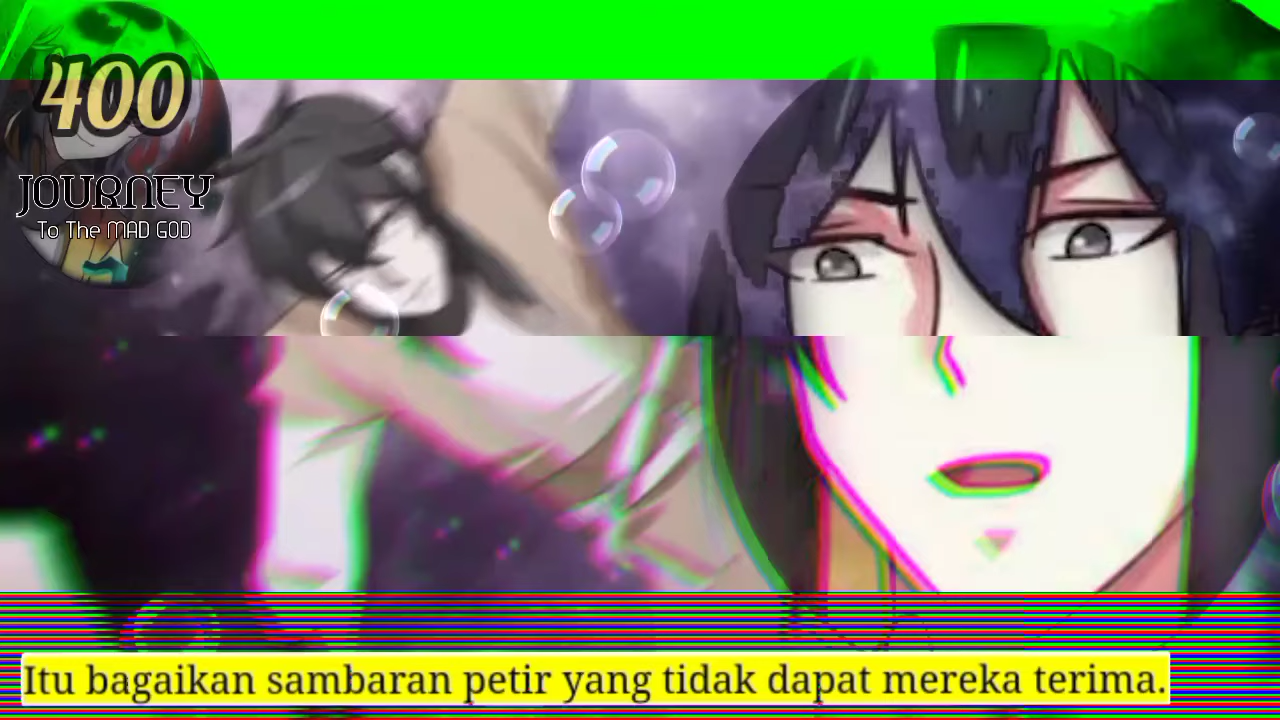 400
JOURNEY
To The MAD GOD
Itu bagaikan sambaran petir yang tidak dapat mereka terima.